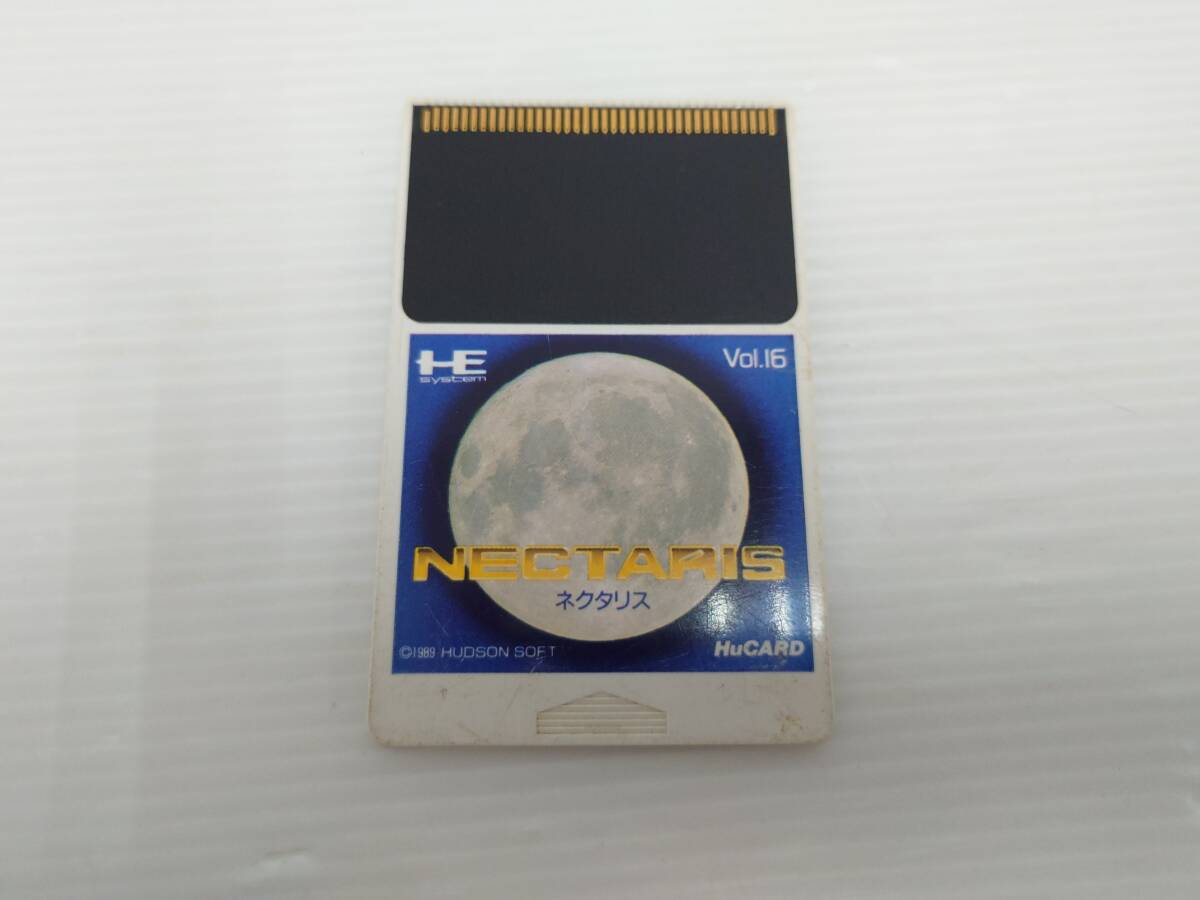 HE
system
Vol.16
NECTARIS
ネクタリス
©1989 HUDSON SOFT
HuCARD